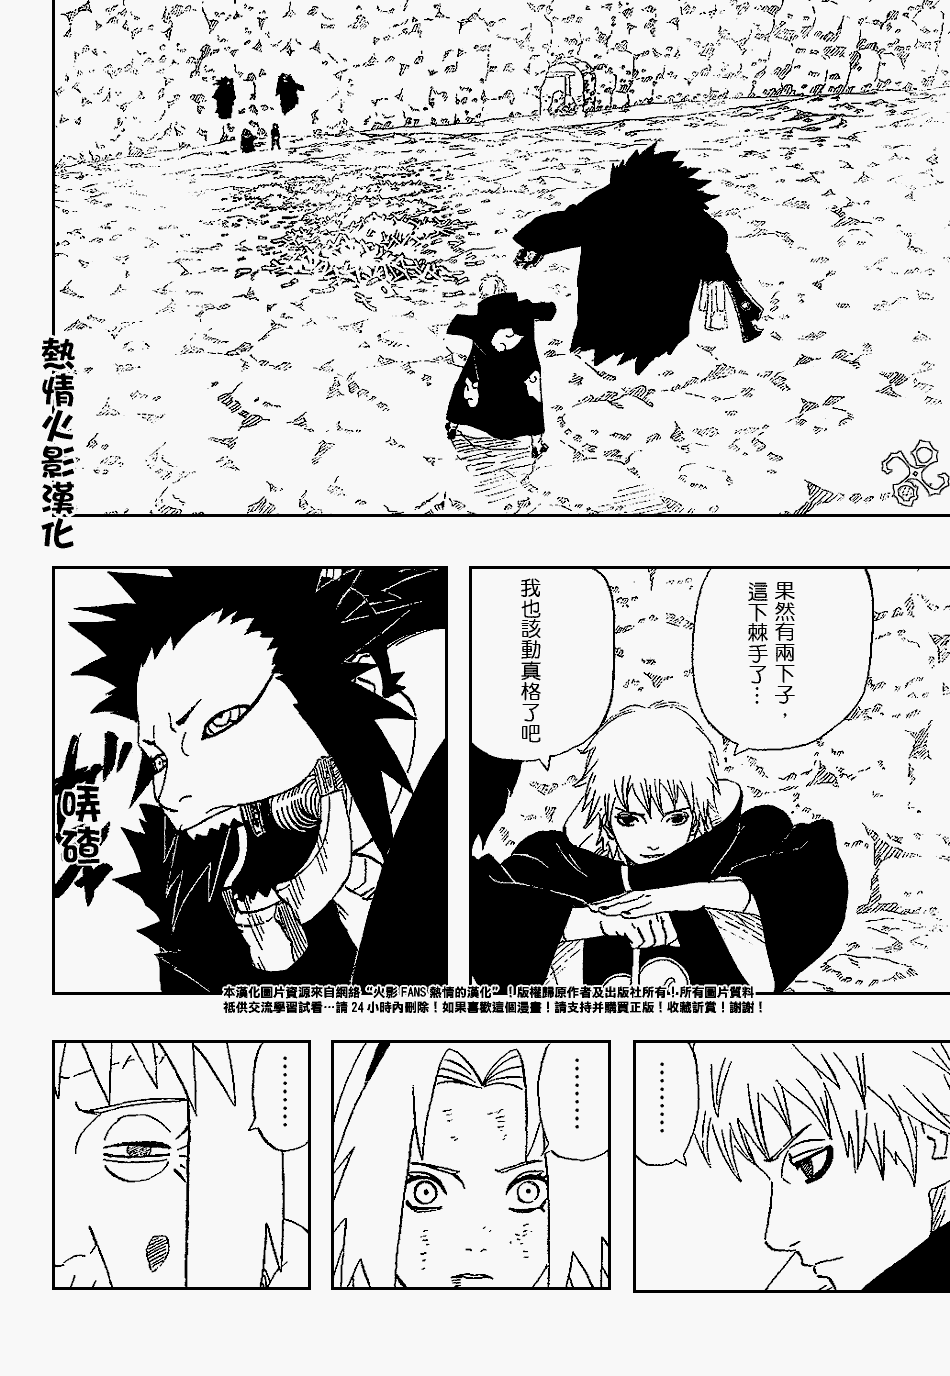 熱情火影漢化
果然有兩下子，
這下棘手了…
我也該動真格了吧
哢
碴
本漢化圖片資源來自網絡“火影FANS熱情的漢化”！版權歸原作者及出版社所有！所有圖片質料
祗供交流學習試看…請24小時內刪除！如果喜歡這個漫畫！請支持并購買正版！收藏訢賞！謝謝！
………
………
………